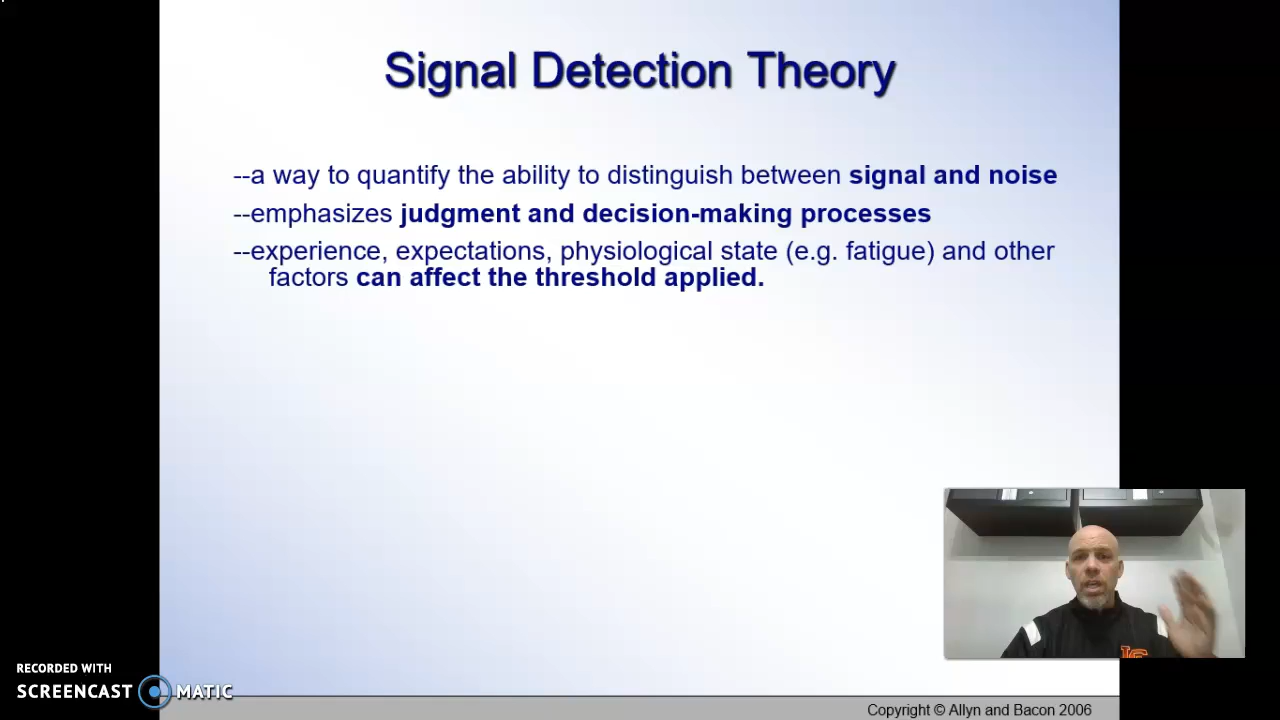 Signal Detection Theory
--a way to quantify the ability to distinguish between signal and noise
--emphasizes judgment and decision-making processes
--experience, expectations, physiological state (e.g. fatigue) and other
factors can affect the threshold applied.
RECORDED WITH
SCREENCAST MATIC
Copyright © Allyn and Bacon 2006